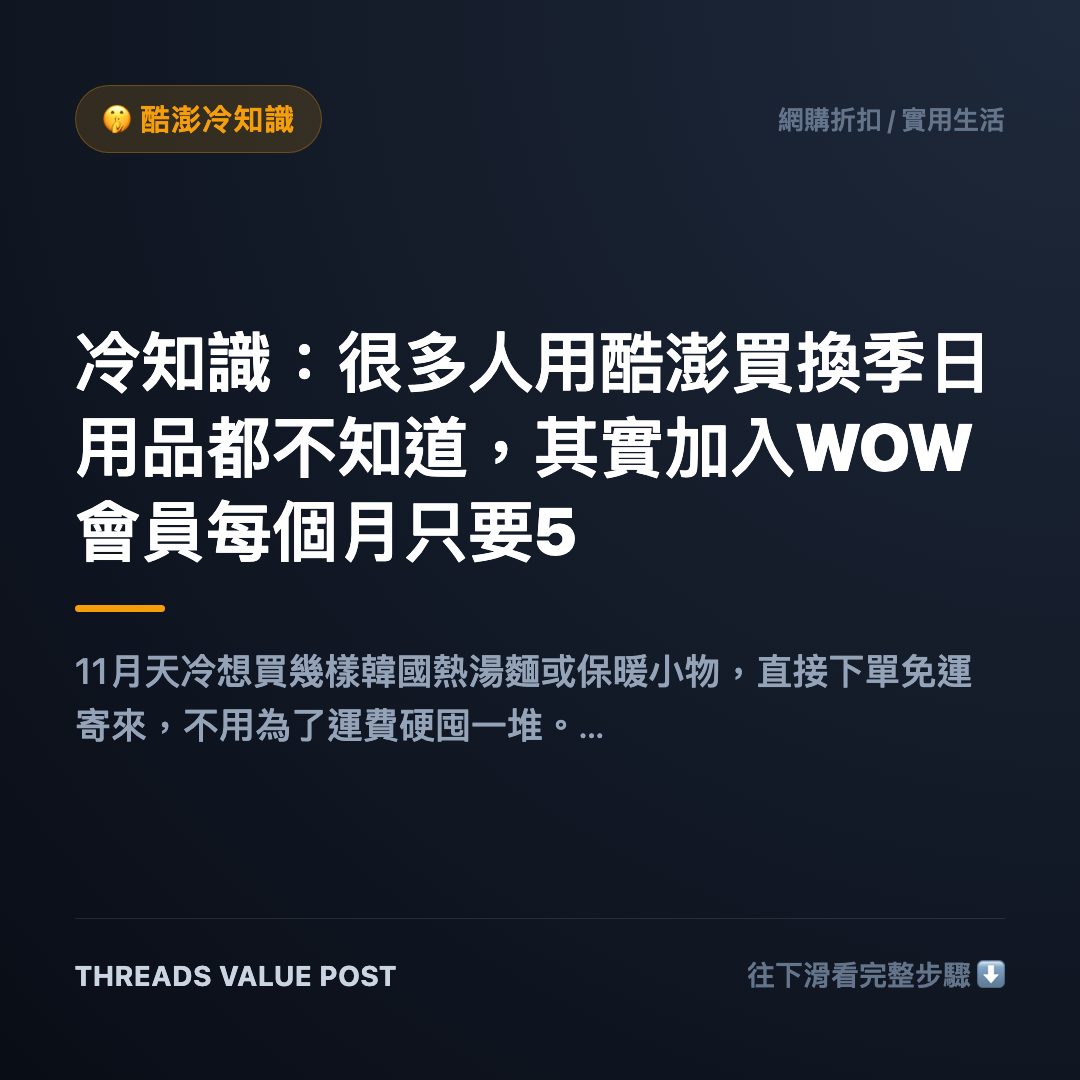 🤫 酷澎冷知識
網購折扣 / 實用生活
冷知識：很多人用酷澎買換季日
用品都不知道，其實加入WOW
會員每個月只要5
11月天冷想買幾樣韓國熱湯麵或保暖小物，直接下單免運
寄來，不用為了運費硬囤一堆。...
THREADS VALUE POST
往下滑看完整步驟 ⬇️